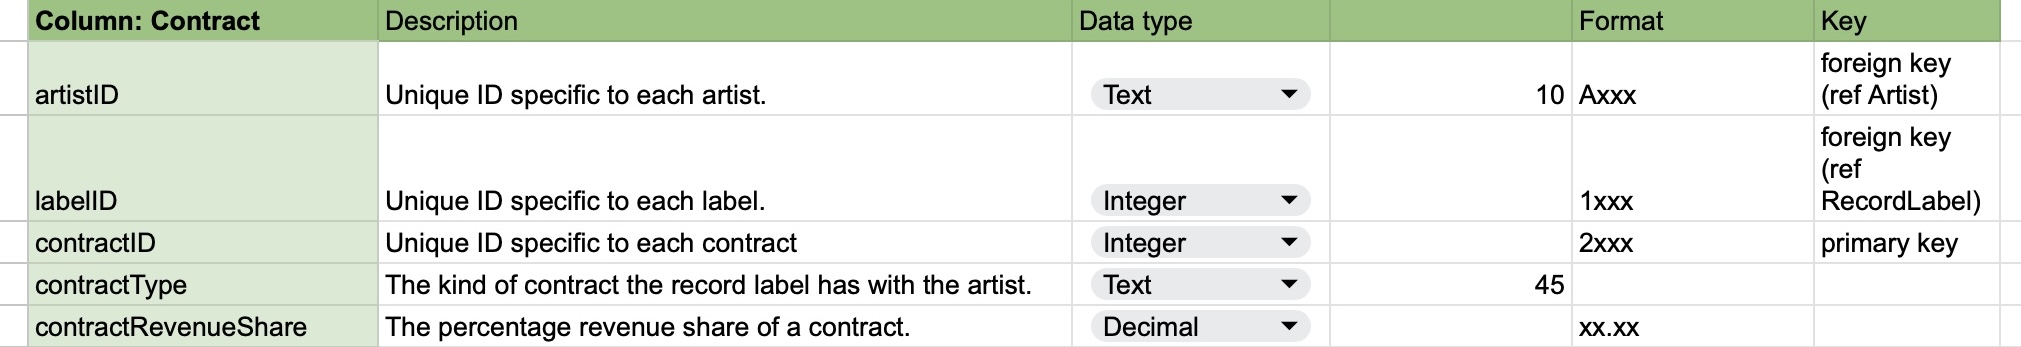 Column: Contract Description Data type Format Key
artistID Unique ID specific to each artist. Text 10 Axxx foreign key
(ref Artist)
labelID Unique ID specific to each label. Integer 1xxx foreign key
(ref
RecordLabel)
contractID Unique ID specific to each contract Integer 2xxx primary key
contractType The kind of contract the record label has with the artist. Text 45
contractRevenueShare The percentage revenue share of a contract. Decimal xx.xx